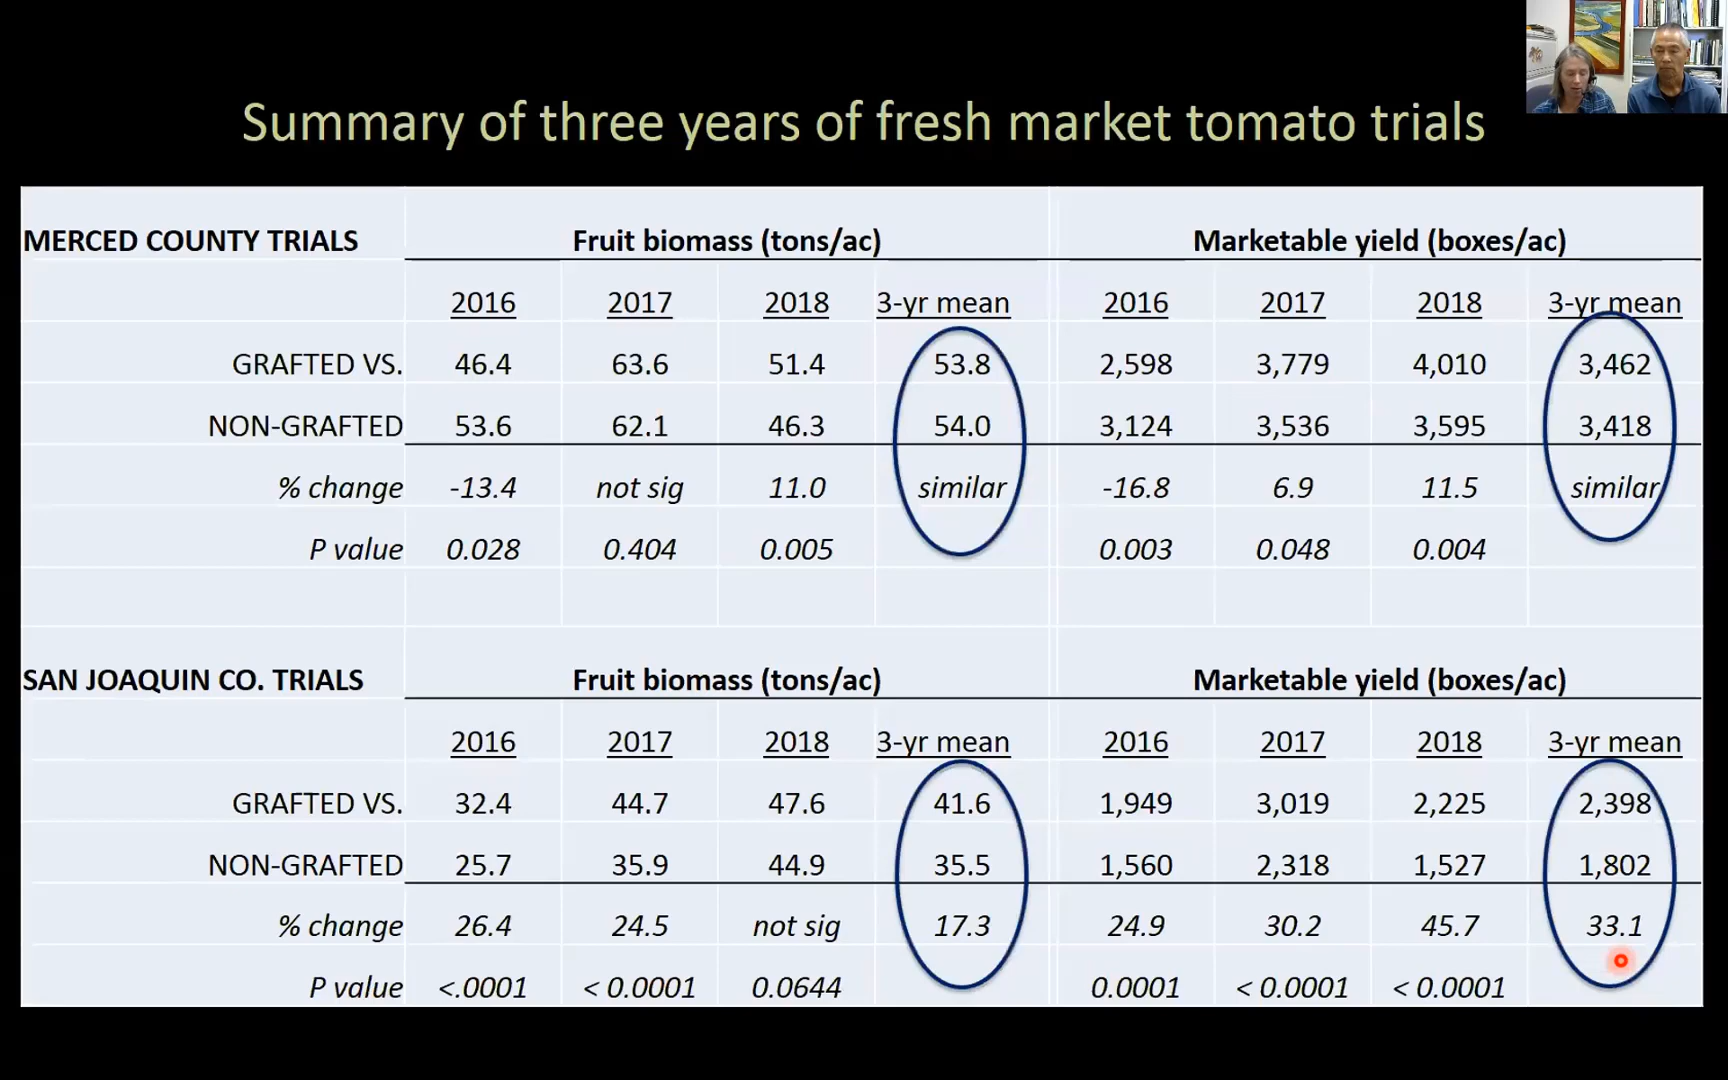 Summary of three years of fresh market tomato trials
MERCED COUNTY TRIALS Fruit biomass (tons/ac) Marketable yield (boxes/ac)
2016 2017 2018 3-yr mean 2016 2017 2018 3-yr mean
GRAFTED VS. 46.4 63.6 51.4 53.8 2,598 3,779 4,010 3,462
NON-GRAFTED 53.6 62.1 46.3 54.0 3,124 3,536 3,595 3,418
% change -13.4 not sig 11.0 similar -16.8 6.9 11.5 similar
P value 0.028 0.404 0.005 0.003 0.048 0.004
SAN JOAQUIN CO. TRIALS Fruit biomass (tons/ac) Marketable yield (boxes/ac)
2016 2017 2018 3-yr mean 2016 2017 2018 3-yr mean
GRAFTED VS. 32.4 44.7 47.6 41.6 1,949 3,019 2,225 2,398
NON-GRAFTED 25.7 35.9 44.9 35.5 1,560 2,318 1,527 1,802
% change 26.4 24.5 not sig 17.3 24.9 30.2 45.7 33.1
P value <.0001 < 0.0001 0.0644 0.0001 < 0.0001 < 0.0001